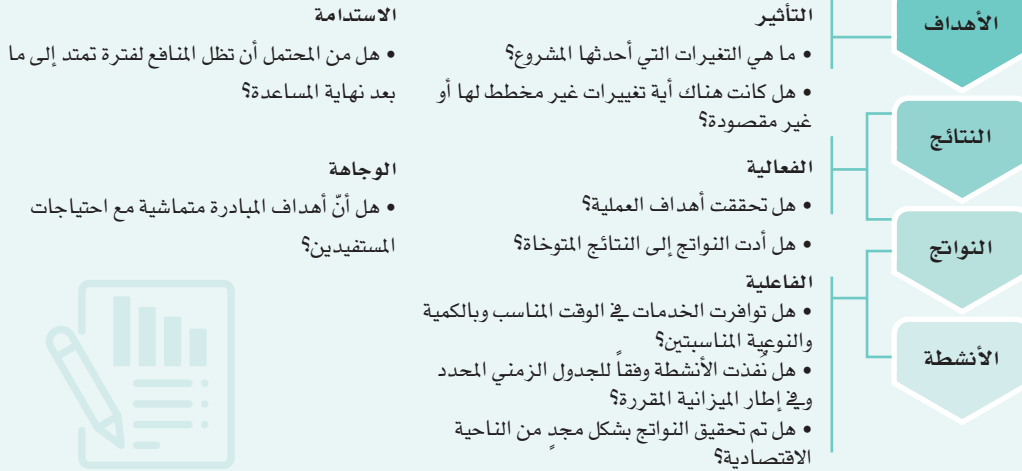 الأهداف
النتائج
النواتج
الأنشطة
التأثير
• ما هي التغيرات التي أحدثها المشروع؟
• هل كانت هناك أية تغييرات غير مخطط لها أو
غير مقصودة؟
الفعالية
• هل تحققت أهداف العملية؟
• هل أدت النواتج إلى النتائج المتوخاة؟
الفاعلية
• هل توافرت الخدمات في الوقت المناسب وبالكمية
والنوعية المناسبتين؟
• هل نُفذت الأنشطة وفقاً للجدول الزمني المحدد
وفي إطار الميزانية المقررة؟
• هل تم تحقيق النواتج بشكل مجدٍ من الناحية
الاقتصادية؟
الاستدامة
• هل من المحتمل أن تظل المنافع لفترة تمتد إلى ما
بعد نهاية المساعدة؟
الوجاهة
• هل أنّ أهداف المبادرة متماشية مع احتياجات
المستفيدين؟